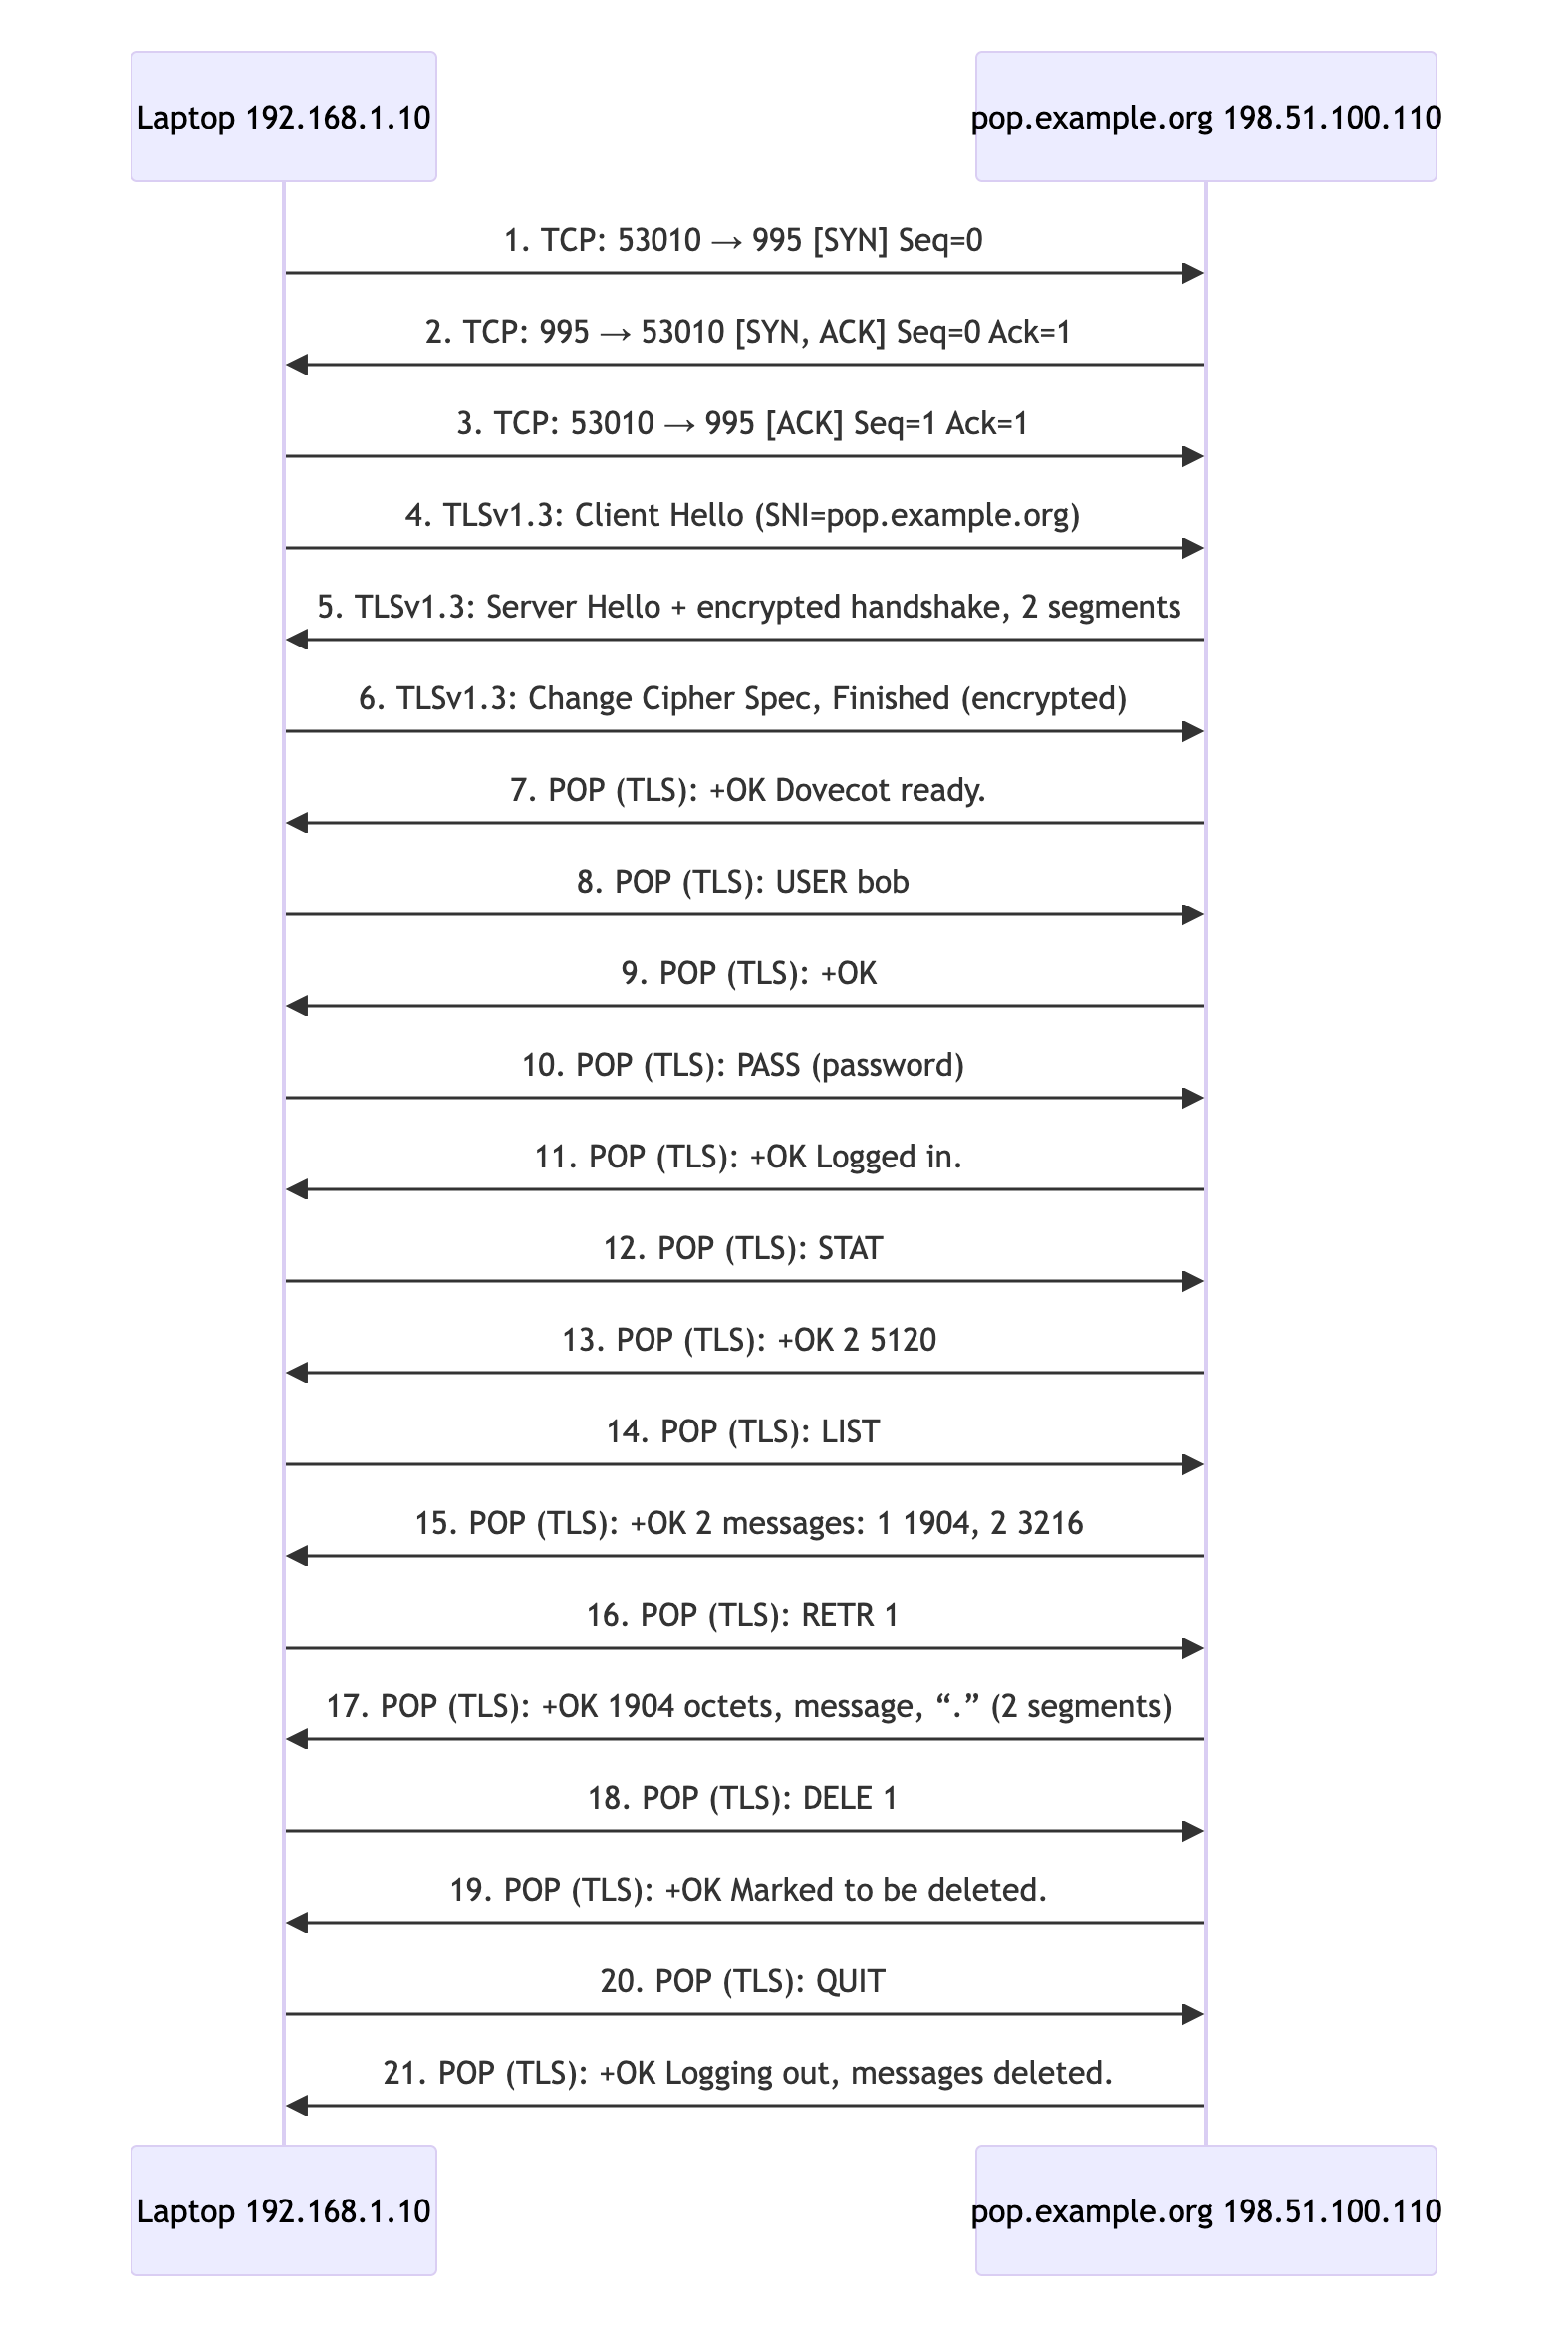 Laptop 192.168.1.10
pop.example.org 198.51.100.110
1. TCP: 53010 → 995 [SYN] Seq=0
2. TCP: 995 → 53010 [SYN, ACK] Seq=0 Ack=1
3. TCP: 53010 → 995 [ACK] Seq=1 Ack=1
4. TLSv1.3: Client Hello (SNI=pop.example.org)
5. TLSv1.3: Server Hello + encrypted handshake, 2 segments
6. TLSv1.3: Change Cipher Spec, Finished (encrypted)
7. POP (TLS): +OK Dovecot ready.
8. POP (TLS): USER bob
9. POP (TLS): +OK
10. POP (TLS): PASS (password)
11. POP (TLS): +OK Logged in.
12. POP (TLS): STAT
13. POP (TLS): +OK 2 5120
14. POP (TLS): LIST
15. POP (TLS): +OK 2 messages: 1 1904, 2 3216
16. POP (TLS): RETR 1
17. POP (TLS): +OK 1904 octets, message, “.” (2 segments)
18. POP (TLS): DELE 1
19. POP (TLS): +OK Marked to be deleted.
20. POP (TLS): QUIT
21. POP (TLS): +OK Logging out, messages deleted.
Laptop 192.168.1.10
pop.example.org 198.51.100.110